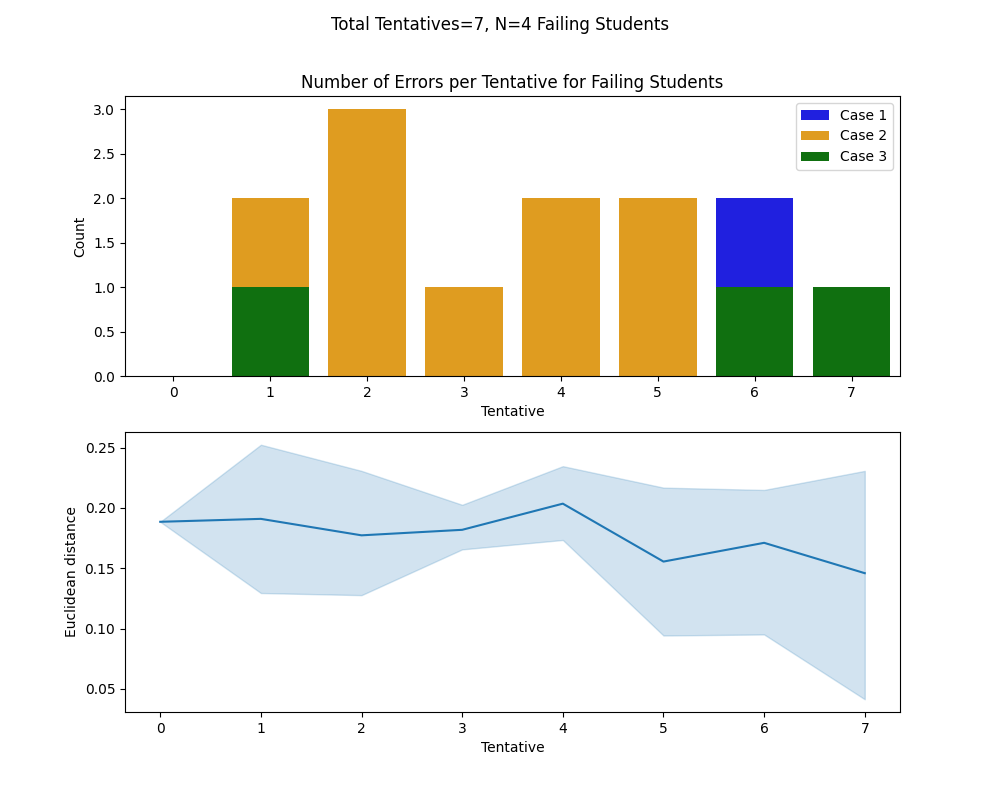 Total Tentatives=7, N=4 Failing Students
Number of Errors per Tentative for Failing Students
Case 1
Case 2
Case 3
Count
3.0
2.5
2.0
1.5
1.0
0.5
0.0
0 1 2 3 4 5 6 7
Tentative
Euclidean distance
0.25
0.20
0.15
0.10
0.05
0 1 2 3 4 5 6 7
Tentative